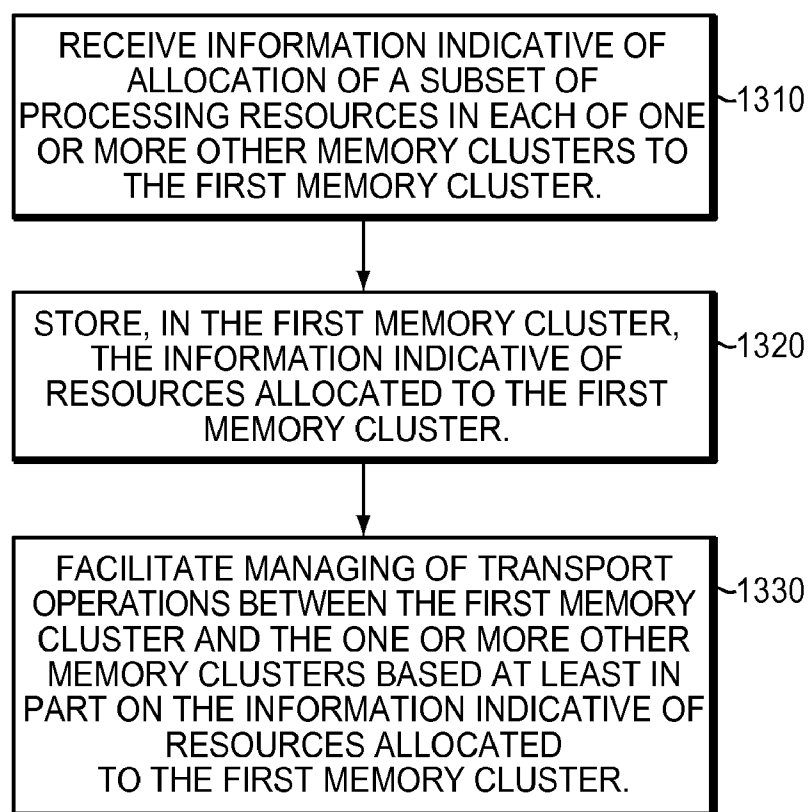 RECEIVE INFORMATION INDICATIVE OF
ALLOCATION OF A SUBSET OF
PROCESSING RESOURCES IN EACH OF ONE
OR MORE OTHER MEMORY CLUSTERS TO
THE FIRST MEMORY CLUSTER.
1310
STORE, IN THE FIRST MEMORY CLUSTER,
THE INFORMATION INDICATIVE OF
RESOURCES ALLOCATED TO THE FIRST
MEMORY CLUSTER.
1320
FACILITATE MANAGING OF TRANSPORT
OPERATIONS BETWEEN THE FIRST MEMORY
CLUSTER AND THE ONE OR MORE OTHER
MEMORY CLUSTERS BASED AT LEAST IN
PART ON THE INFORMATION INDICATIVE OF
RESOURCES ALLOCATED
TO THE FIRST MEMORY CLUSTER.
1330